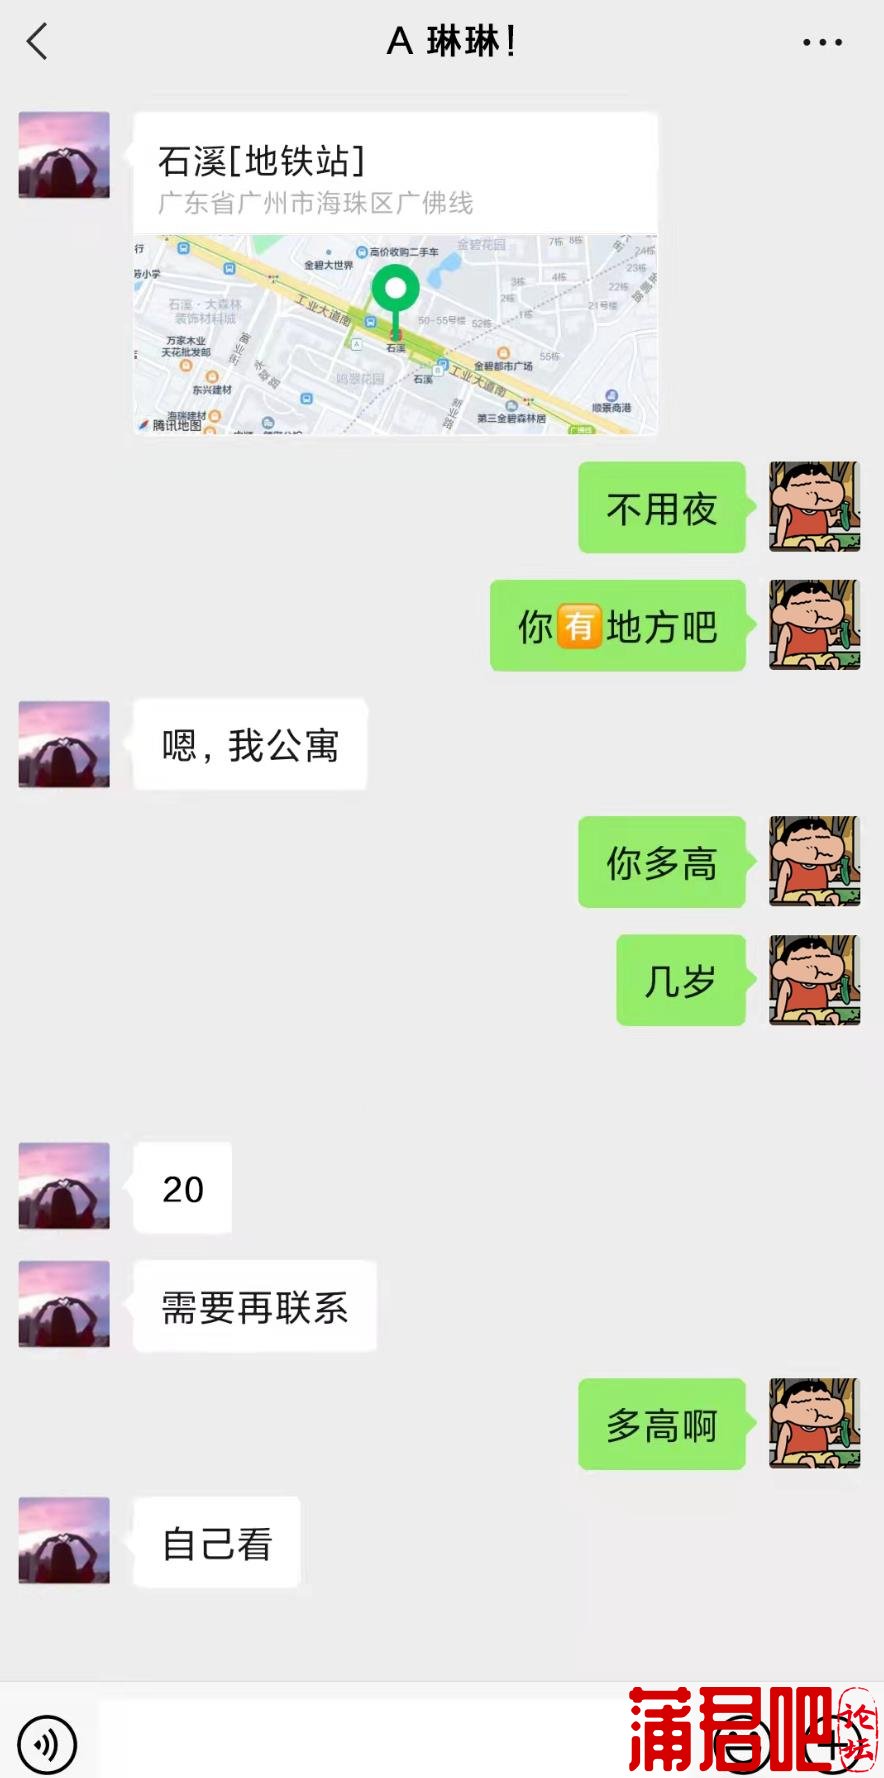 A 琳琳!
石溪[地铁站]
广东省广州市海珠区广佛线
高价收购二手车
金碧花园
7栋 8栋
24栋
23栋
22栋
21号楼
金碧大世界
3栋 4栋
2栋
1栋
石溪·大森林
装饰材料城
工业大道南
50-55号楼 52栋
万家木业
天花批发部
富业街
石溪
55栋
金碧都市广场
东兴建材
鸣翠花园
石溪
工业大道南
新业路
顺景商港
第三金碧森林居
海瑞建材
腾讯地图
广佛线
不用夜
你🈶地方吧
嗯，我公寓
你多高
几岁
20
需要再联系
多高啊
自己看
蒲君吧
论坛